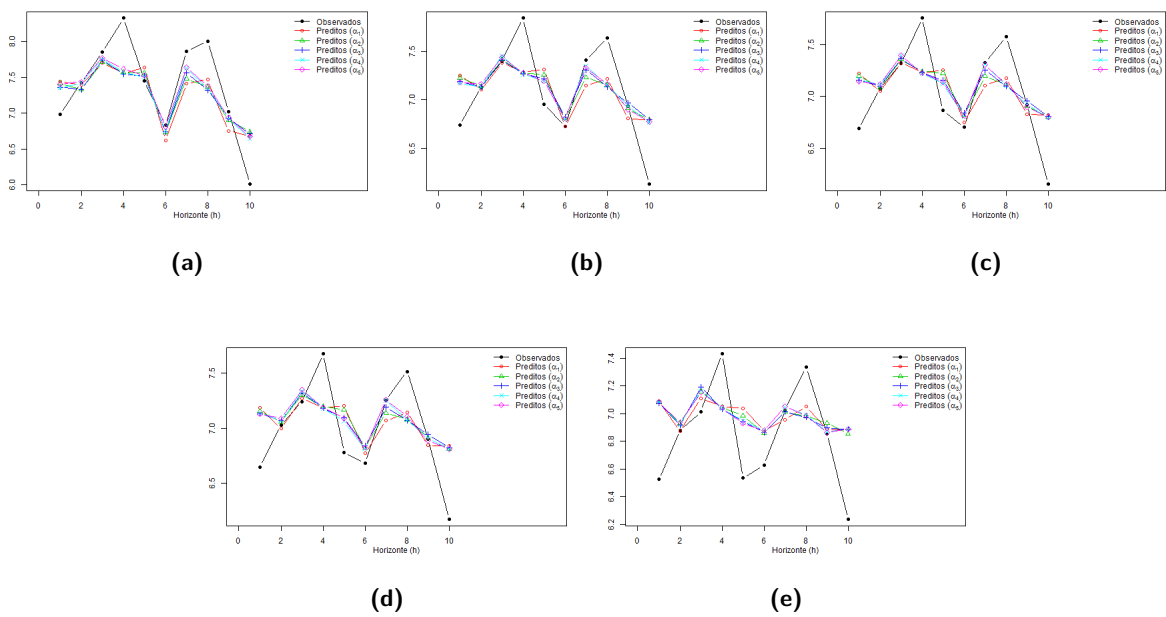 8.0
7.5
7.0
6.5
6.0
0 2 4 6 8 10
Horizonte (h)
Observados
Preditos (α₁)
Preditos (α₂)
Preditos (α₃)
Preditos (α₄)
Preditos (α₅)
(a)
7.5
7.0
6.5
0 2 4 6 8 10
Horizonte (h)
Observados
Preditos (α₁)
Preditos (α₂)
Preditos (α₃)
Preditos (α₄)
Preditos (α₅)
(b)
7.5
7.0
6.5
0 2 4 6 8 10
Horizonte (h)
Observados
Preditos (α₁)
Preditos (α₂)
Preditos (α₃)
Preditos (α₄)
Preditos (α₅)
(c)
7.5
7.0
6.5
0 2 4 6 8 10
Horizonte (h)
Observados
Preditos (α₁)
Preditos (α₂)
Preditos (α₃)
Preditos (α₄)
Preditos (α₅)
(d)
7.4
7.2
7.0
6.8
6.6
6.4
6.2
0 2 4 6 8 10
Horizonte (h)
Observados
Preditos (α₁)
Preditos (α₂)
Preditos (α₃)
Preditos (α₄)
Preditos (α₅)
(e)